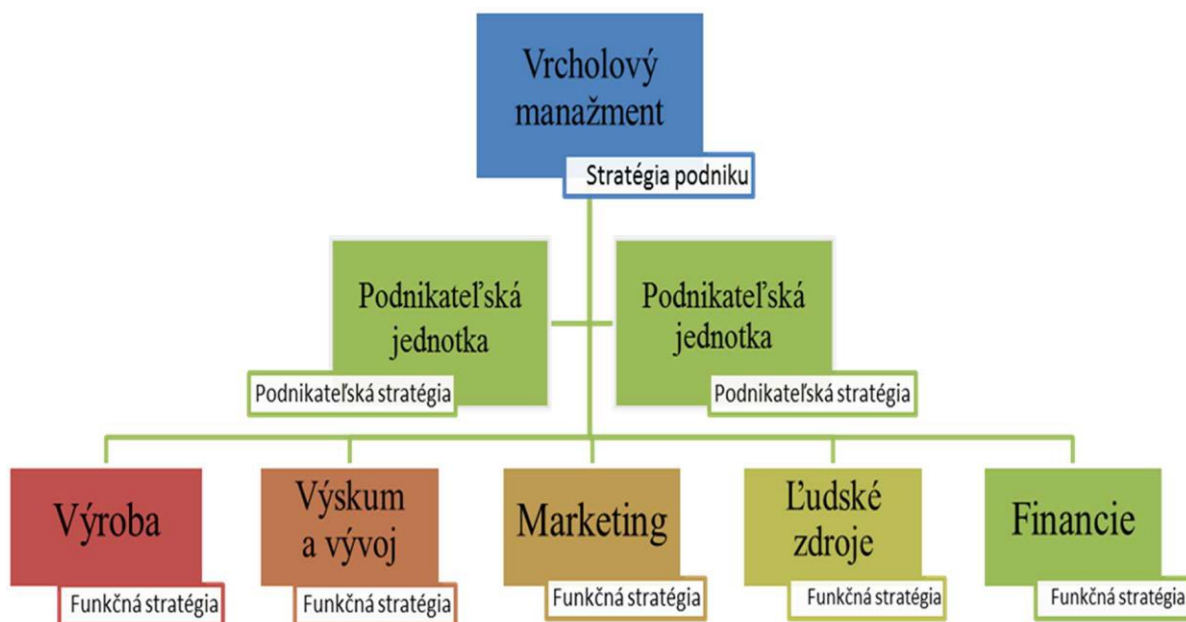 Vrcholový
manažment
Stratégia podniku
Podnikateľská
jednotka
Podnikateľská stratégia
Podnikateľská
jednotka
Podnikateľská stratégia
Výroba
Funkčná stratégia
Výskum
a vývoj
Funkčná stratégia
Marketing
Funkčná stratégia
Ľudské
zdroje
Funkčná stratégia
Financie
Funkčná stratégia